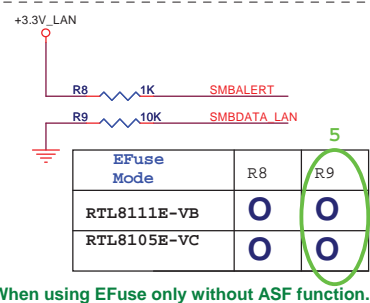 +3.3V_LAN
R8 1K SMBALERT
R9 10K SMBDATA_LAN
5
EFuse Mode R8 R9
RTL8111E-VB O O
RTL8105E-VC O O
When using EFuse only without ASF function.